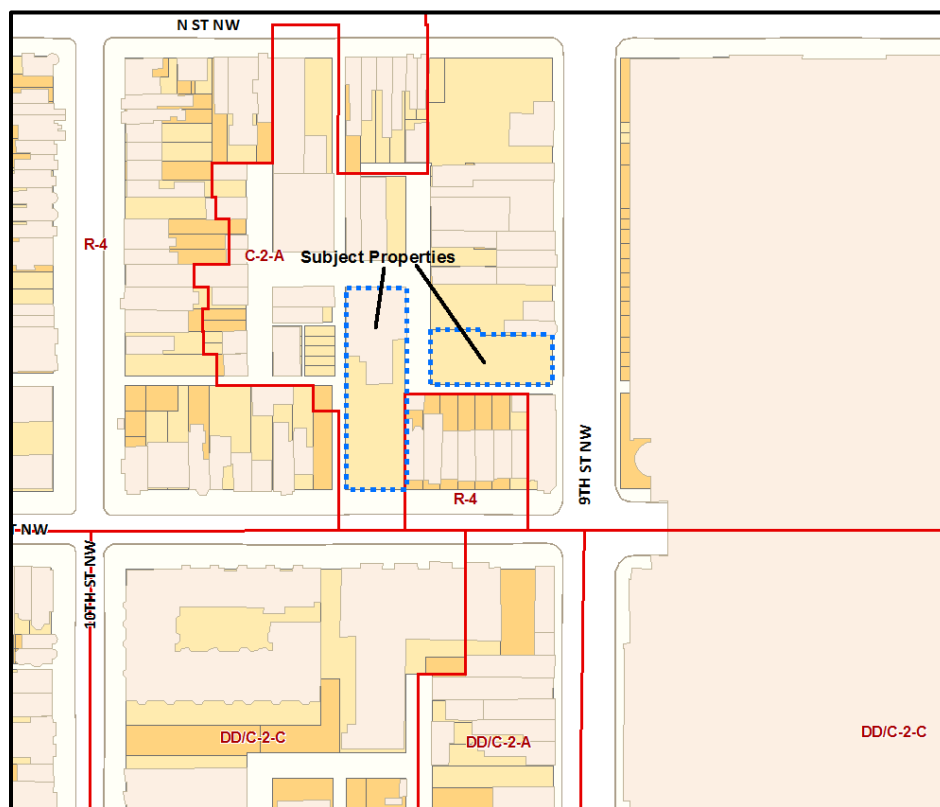 N ST NW
R-4
C-2-A
Subject Properties
9TH ST NW
R-4
T NW
10TH ST NW
DD/C-2-C
DD/C-2-A
DD/C-2-C